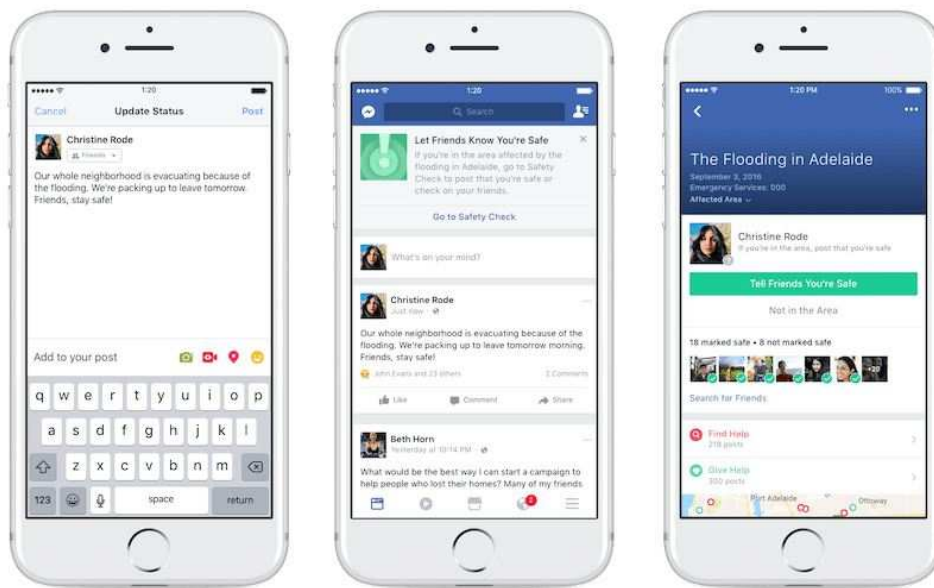 1:20
Cancel
Update Status
Post
Christine Rode
Friends
Our whole neighborhood is evacuating because of
the flooding. We're packing up to leave tomorrow.
Friends, stay safe!
Add to your post
q w e r t y u i o p
a s d f g h j k l
z x c v b n m
123
space
return
1:20
Search
Let Friends Know You're Safe
If you're in the area affected by the
flooding in Adelaide, go to Safety
Check to post that you're safe or
check on your friends.
Go to Safety Check
What's on your mind?
Christine Rode
Just now
Our whole neighborhood is evacuating because of the
flooding. We're packing up to leave tomorrow morning.
Friends, stay safe!
John Evans and 23 others
2 Comments
Like
Comment
Share
Beth Horn
Yesterday at 10:14 PM
What would be the best way I can start a campaign to
help people who lost their homes? Many of my friends
2
1:20 PM
100%
The Flooding in Adelaide
September 3, 2016
Emergency Services: 000
Affected Area
Christine Rode
If you're in the area, post that you're safe
Tell Friends You're Safe
Not in the Area
18 marked safe • 8 not marked safe
+20
Search for Friends
Find Help
218 posts
Give Help
300 posts
Port Adelaide
Ottoway